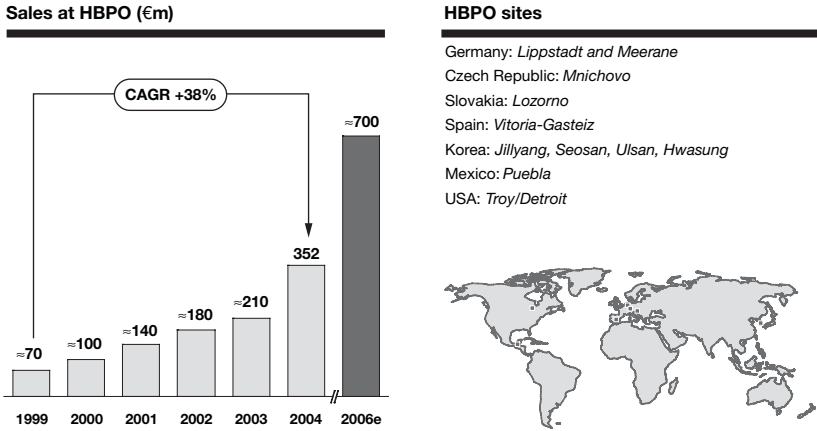 Sales at HBPO (€m)
CAGR +38%
≈70
≈100
≈140
≈180
≈210
352
≈700
1999 2000 2001 2002 2003 2004 2006e
HBPO sites
Germany: Lippstadt and Meerane
Czech Republic: Mnichovo
Slovakia: Lozorno
Spain: Vitoria-Gasteiz
Korea: Jillyang, Seosan, Ulsan, Hwasung
Mexico: Puebla
USA: Troy/Detroit